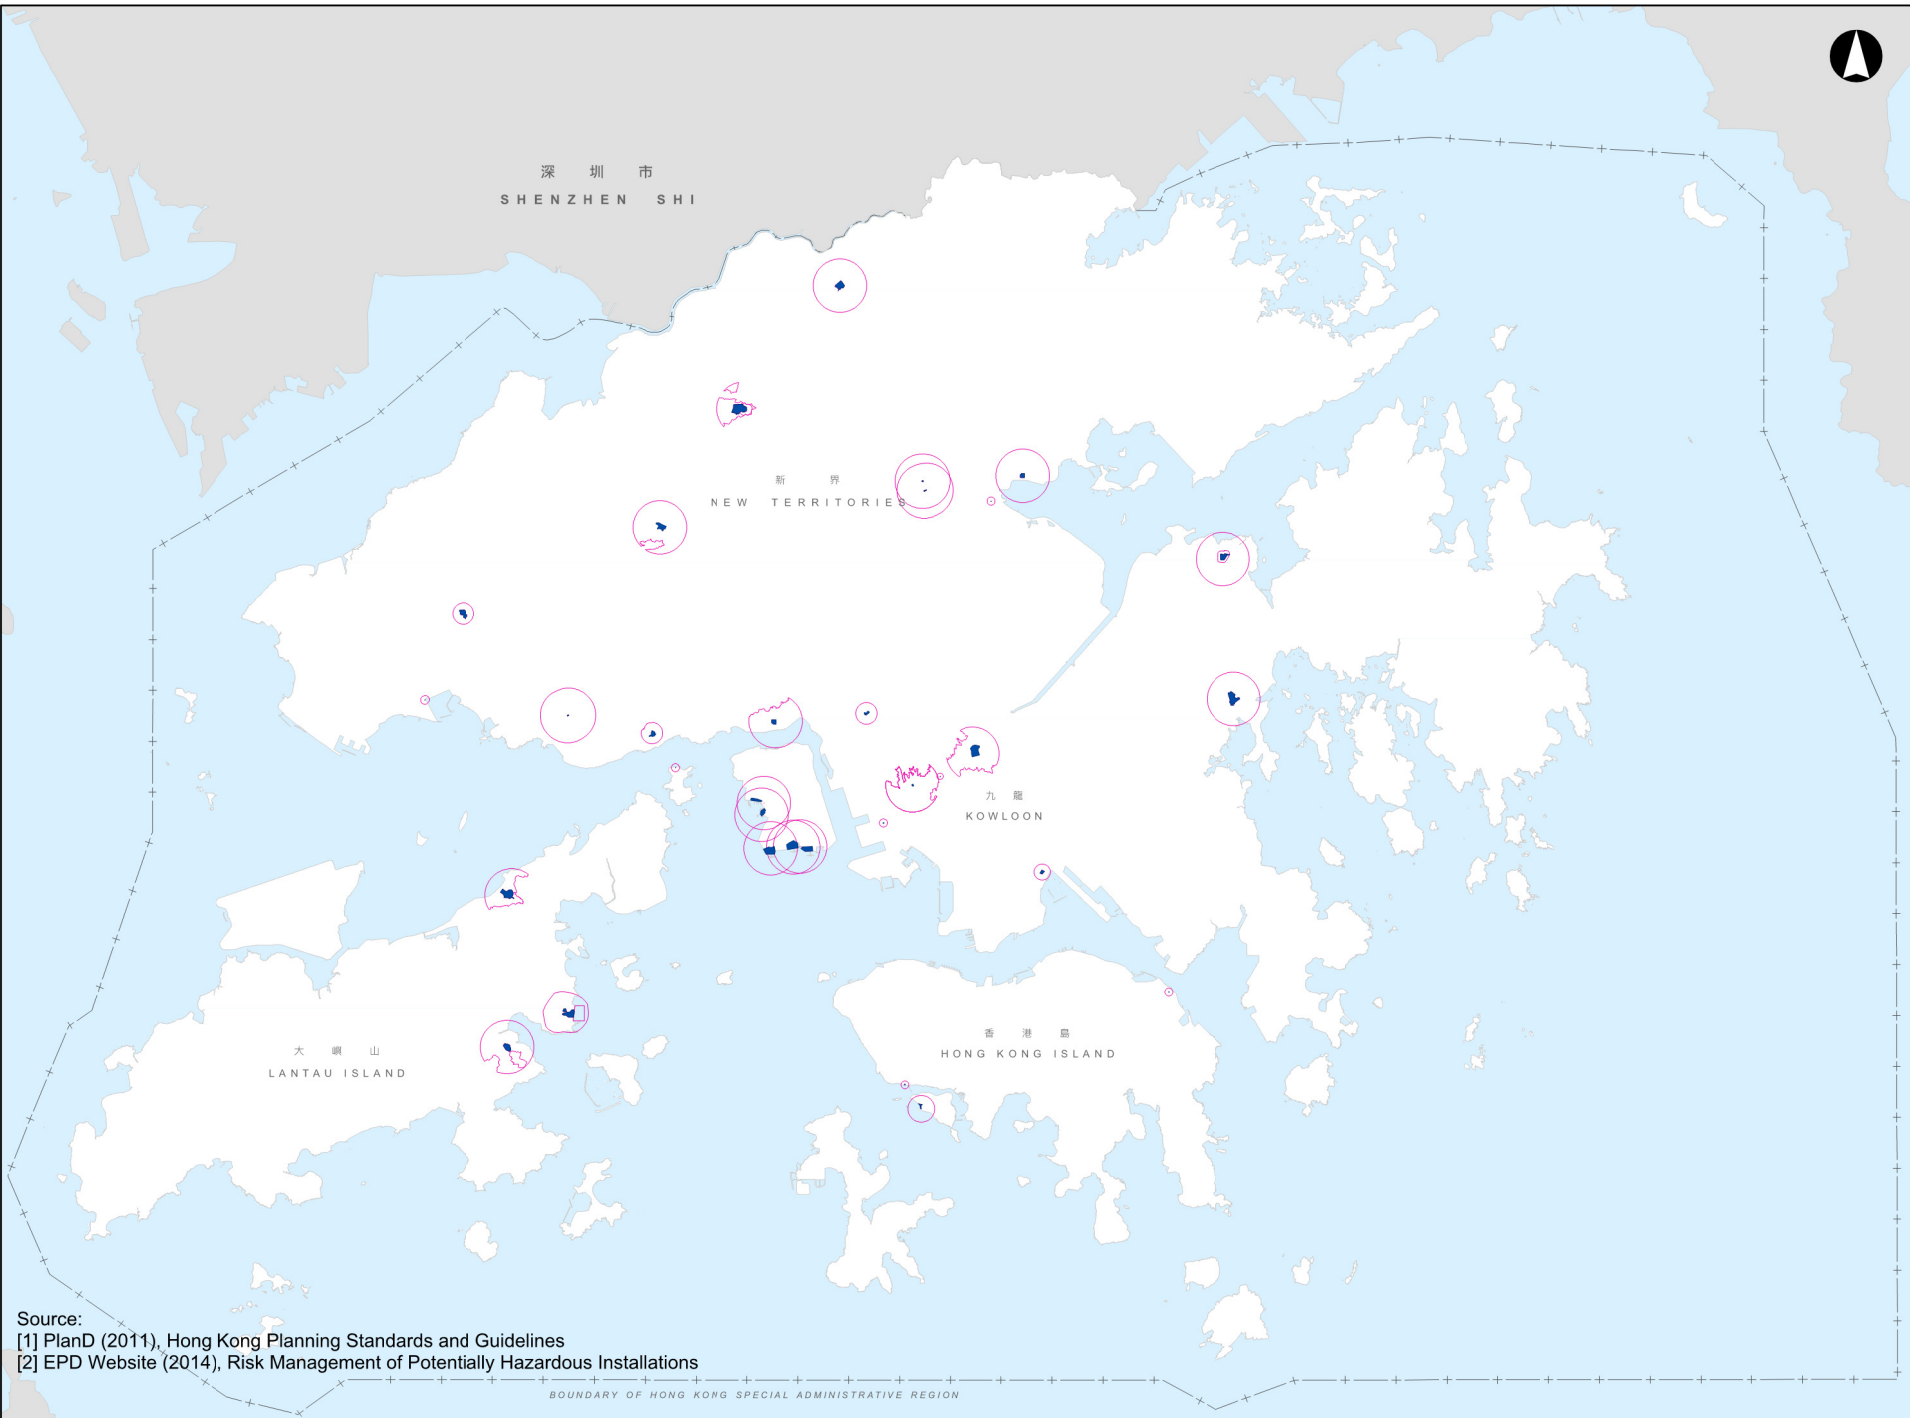 深 圳 市
SHENZHEN SHI
新 界
NEW TERRITORIES
九 龍
KOWLOON
香 港 島
HONG KONG ISLAND
大 嶼 山
LANTAU ISLAND
Source:
[1] PlanD (2011), Hong Kong Planning Standards and Guidelines
[2] EPD Website (2014), Risk Management of Potentially Hazardous Installations
BOUNDARY OF HONG KONG SPECIAL ADMINISTRATIVE REGION